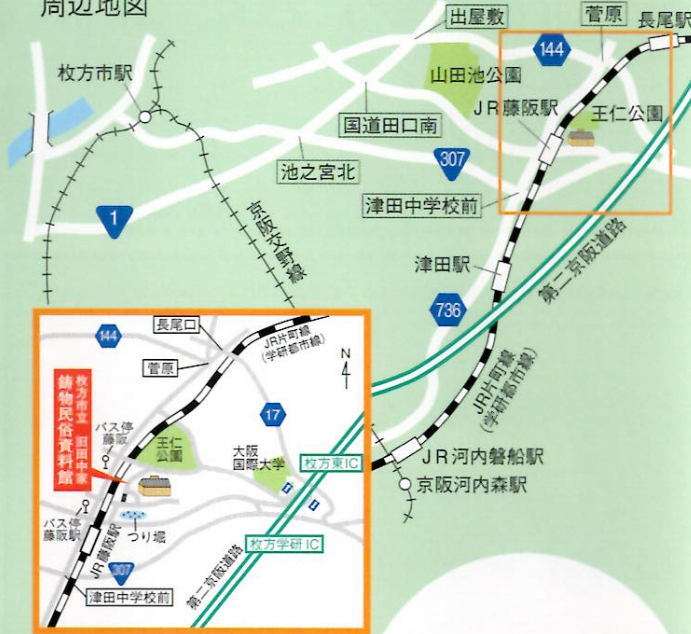 周辺地図
出屋敷
菅原
長尾駅
144
枚方市駅
山田池公園
JR藤阪駅
王仁公園
国道田口南
307
池之宮北
津田中学校前
1
京阪交野線
津田駅
第二京阪道路
736
JR片町線
(学研都市線)
JR河内磐船駅
京阪河内森駅
長尾口
144
JR片町線
(学研都市線)
菅原
N
17
枚方市立 旧田中家
鋳物民俗資料館
バス停
藤阪
王仁
公園
大阪
国際大学
枚方東IC
バス停
藤阪駅
つり堀
JR藤阪駅
枚方学研IC
307
第二京阪道路
津田中学校前